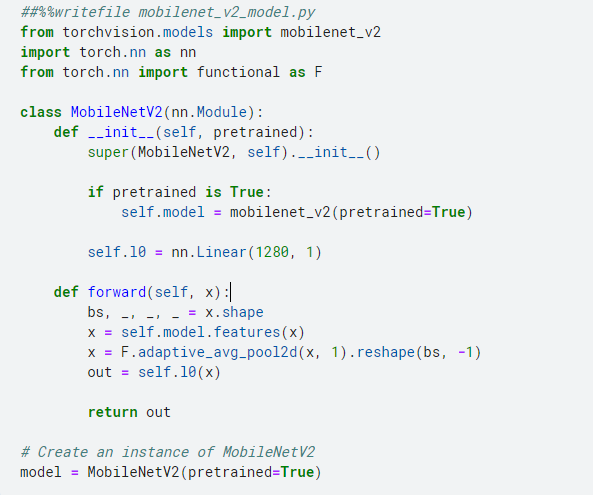 ##%%writefile mobilenet_v2_model.py
from torchvision.models import mobilenet_v2
import torch.nn as nn
from torch.nn import functional as F

class MobileNetV2(nn.Module):
    def __init__(self, pretrained):
        super(MobileNetV2, self).__init__()

        if pretrained is True:
            self.model = mobilenet_v2(pretrained=True)

        self.l0 = nn.Linear(1280, 1)

    def forward(self, x):
        bs, _, _, _ = x.shape
        x = self.model.features(x)
        x = F.adaptive_avg_pool2d(x, 1).reshape(bs, -1)
        out = self.l0(x)

        return out

# Create an instance of MobileNetV2
model = MobileNetV2(pretrained=True)